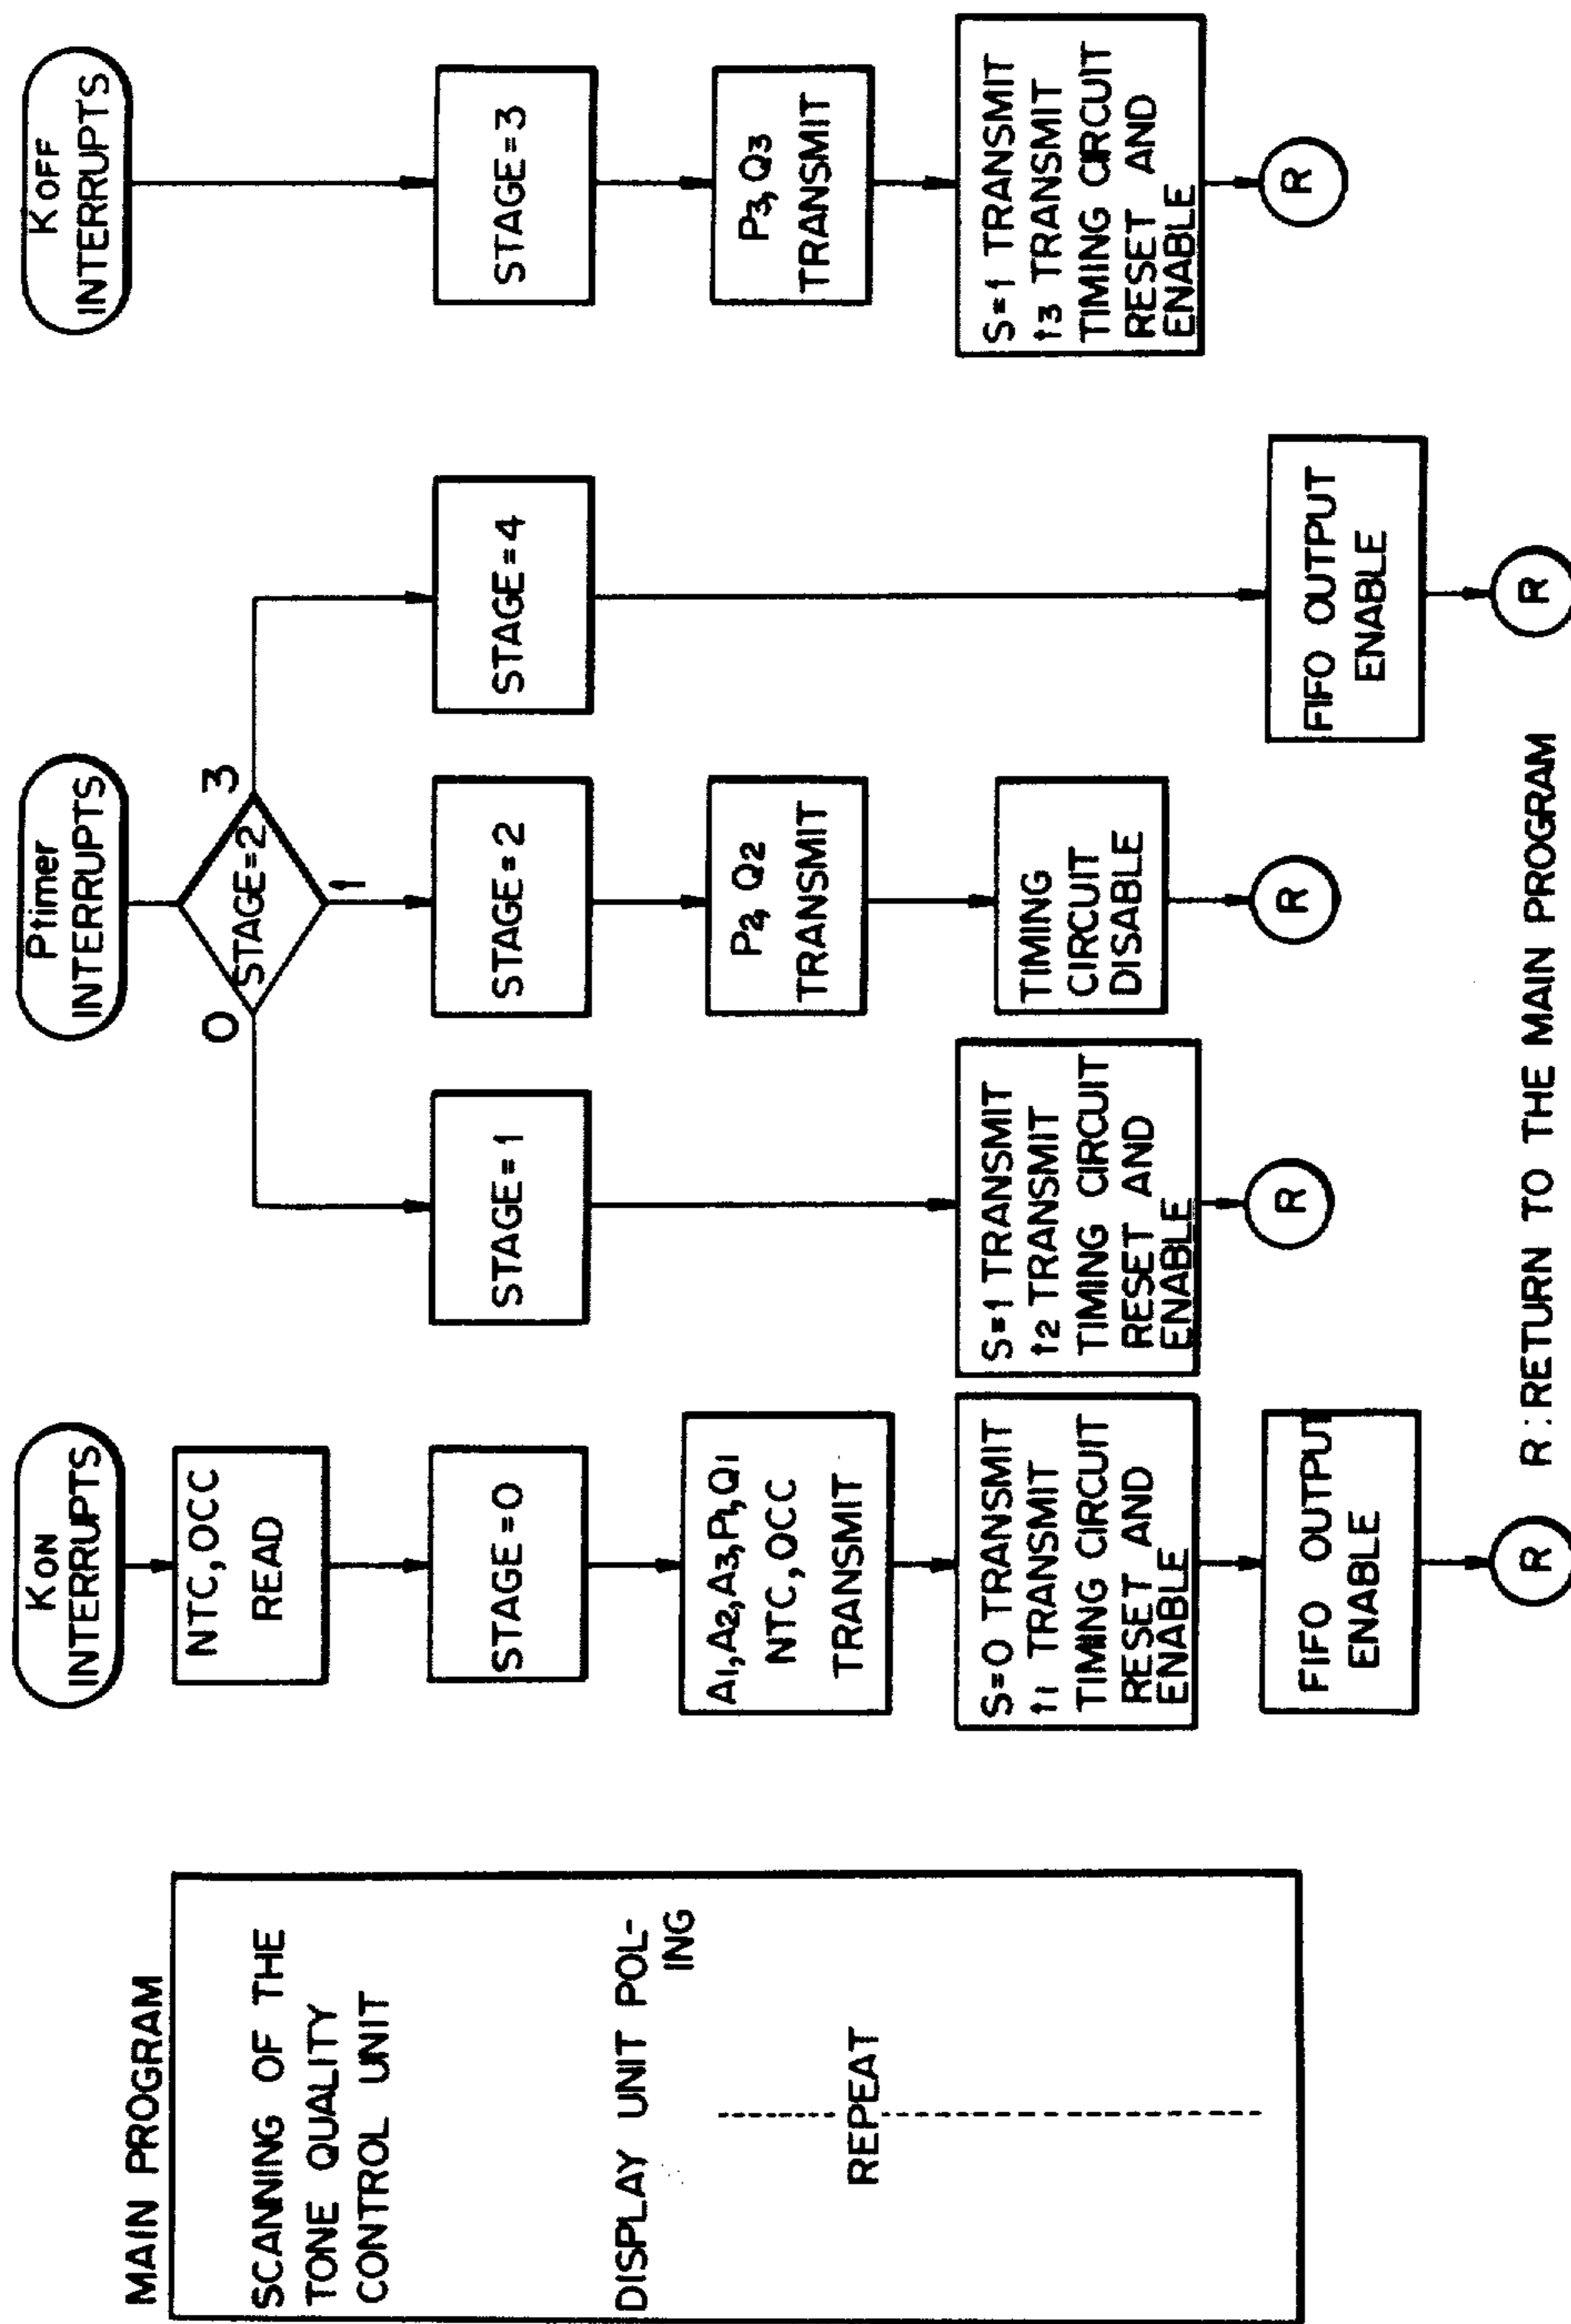 MAIN PROGRAM
SCANNING OF THE
TONE QUALITY
CONTROL UNIT
DISPLAY UNIT POL-
ING
REPEAT
KON
INTERRUPTS
NTC,OCC
READ
STAGE=0
A1,A2,A3,P1,Q1
NTC,OCC
TRANSMIT
S=0 TRANSMIT
t1 TRANSMIT
TIMING CIRCUIT
RESET AND
ENABLE
FIFO OUTPUT
ENABLE
R
Ptimer
INTERRUPTS
STAGE=2
0
1
3
STAGE=1
S=1 TRANSMIT
t2 TRANSMIT
TIMING CIRCUIT
RESET AND
ENABLE
R
STAGE=2
P2,Q2
TRANSMIT
TIMING
CIRCUIT
DISABLE
R
STAGE=4
FIFO OUTPUT
ENABLE
R
KOFF
INTERRUPTS
STAGE=3
P3,Q3
TRANSMIT
S=1 TRANSMIT
t3 TRANSMIT
TIMING CIRCUIT
RESET AND
ENABLE
R
R:RETURN TO THE MAIN PROGRAM